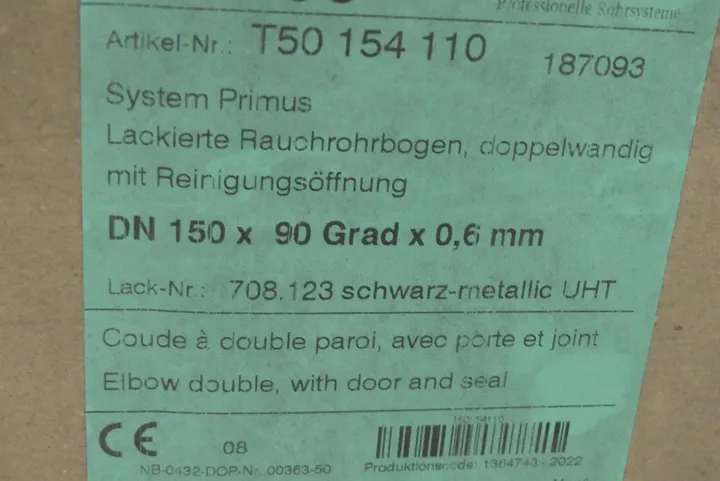 Professionelle Rohrsysteme
Artikel-Nr.: T50 154 110
187093
System Primus
Lackierte Rauchrohrbogen, doppelwandig
mit Reinigungsöffnung
DN 150 x 90 Grad x 0,6 mm
Lack-Nr.: 708.123 schwarz-metallic UHT
Coude à double paroi, avec porte et joint
Elbow double, with door and seal
CE 08
NB-0432-DOP-Nr. 00363-50
Produktionscode: 1384743 - 2022